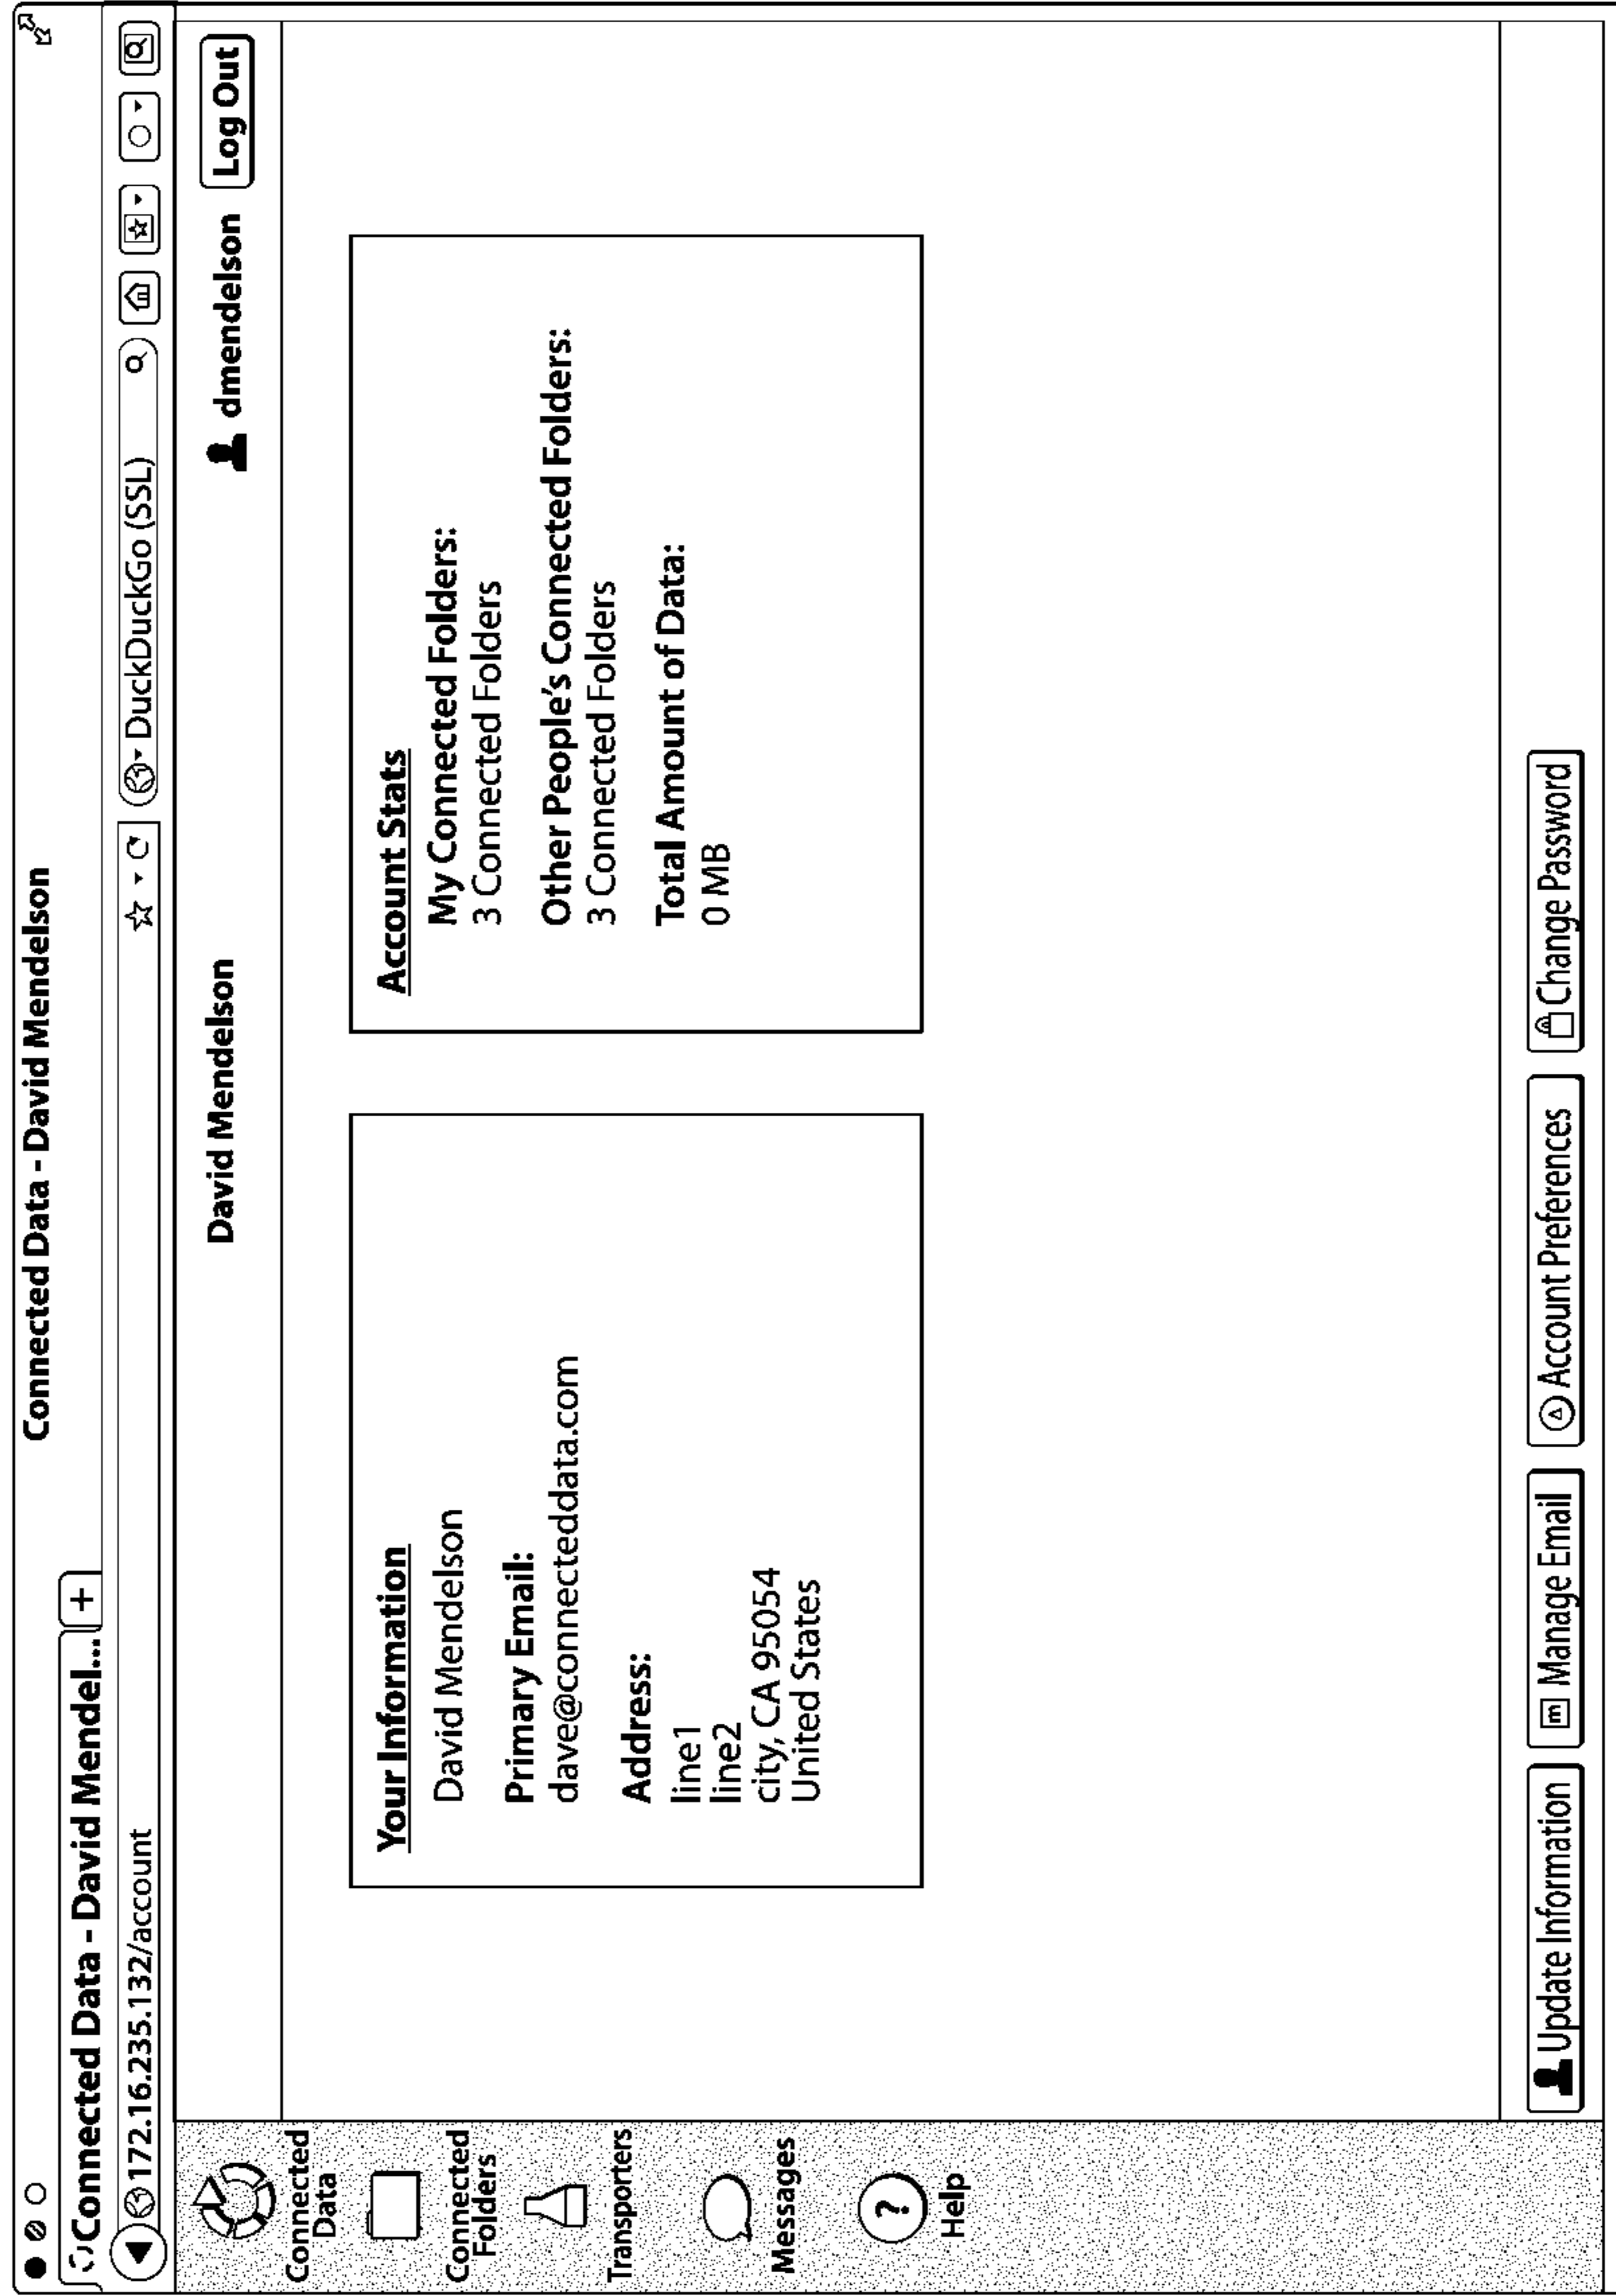 Connected Data - David Mendelson
Connected Data - David Mendel...
+
172.16.235.132/account
DuckDuckGo (SSL)
David Mendelson
dmendelson
Log Out
Connected
Data
Connected
Folders
Transporters
Messages
?
Help
Your Information
David Mendelson
Primary Email:
dave@connecteddata.com
Address:
line1
line2
city, CA 95054
United States
Account Stats
My Connected Folders:
3 Connected Folders
Other People's Connected Folders:
3 Connected Folders
Total Amount of Data:
0 MB
Update Information
m Manage Email
Account Preferences
Change Password